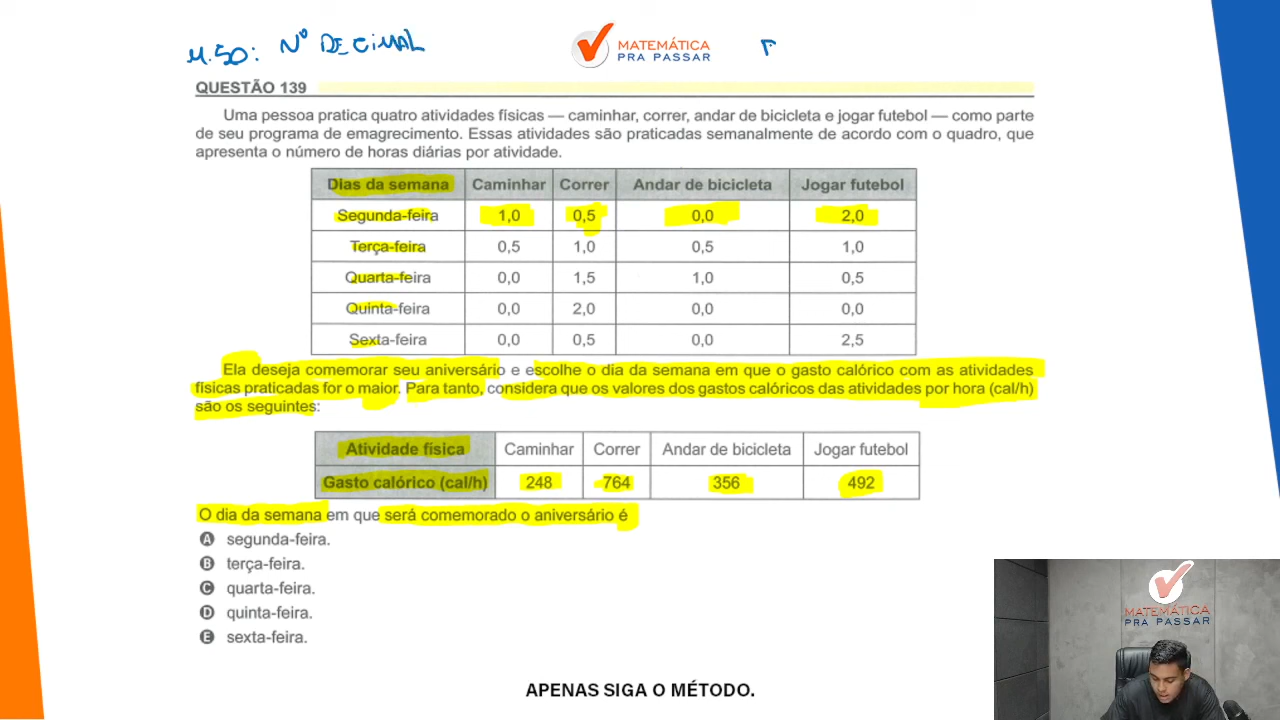 M.50: Nº DECIMAL
MATEMÁTICA
PRA PASSAR
QUESTÃO 139
Uma pessoa pratica quatro atividades físicas — caminhar, correr, andar de bicicleta e jogar futebol — como parte
de seu programa de emagrecimento. Essas atividades são praticadas semanalmente de acordo com o quadro, que
apresenta o número de horas diárias por atividade.
Dias da semana Caminhar Correr Andar de bicicleta Jogar futebol
Segunda-feira 1,0 0,5 0,0 2,0
Terça-feira 0,5 1,0 0,5 1,0
Quarta-feira 0,0 1,5 1,0 0,5
Quinta-feira 0,0 2,0 0,0 0,0
Sexta-feira 0,0 0,5 0,0 2,5
Ela deseja comemorar seu aniversário e escolhe o dia da semana em que o gasto calórico com as atividades
físicas praticadas for o maior. Para tanto, considera que os valores dos gastos calóricos das atividades por hora (cal/h)
são os seguintes:
Atividade física Caminhar Correr Andar de bicicleta Jogar futebol
Gasto calórico (cal/h) 248 764 356 492
O dia da semana em que será comemorado o aniversário é
A segunda-feira.
B terça-feira.
C quarta-feira.
D quinta-feira.
E sexta-feira.
MATEMÁTICA
PRA PASSAR
APENAS SIGA O MÉTODO.